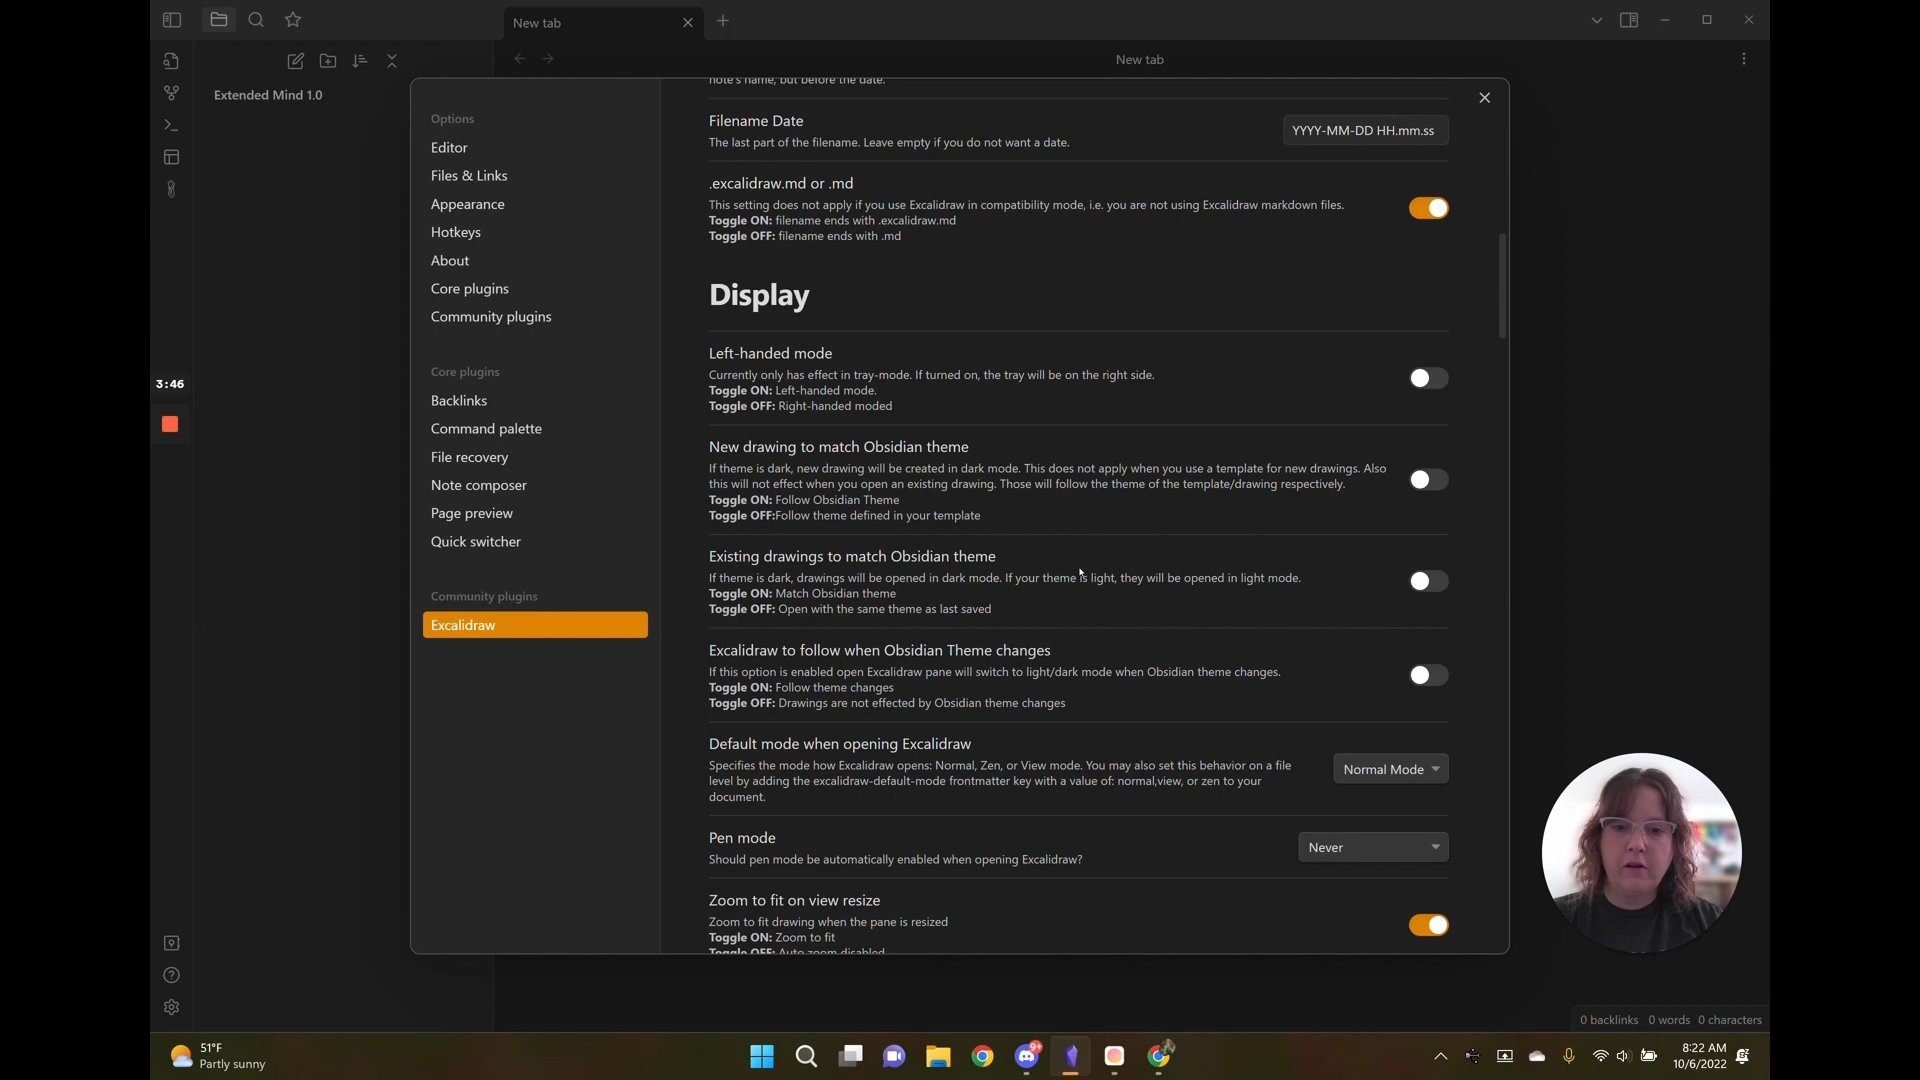 New tab
New tab
Extended Mind 1.0
note's name, but before the date.
Options
Editor
Files & Links
Appearance
Hotkeys
About
Core plugins
Community plugins
Core plugins
Backlinks
Command palette
File recovery
Note composer
Page preview
Quick switcher
Community plugins
Excalidraw
Filename Date
YYYY-MM-DD HH.mm.ss
The last part of the filename. Leave empty if you do not want a date.
.excalidraw.md or .md
This setting does not apply if you use Excalidraw in compatibility mode, i.e. you are not using Excalidraw markdown files.
Toggle ON: filename ends with .excalidraw.md
Toggle OFF: filename ends with .md
Display
Left-handed mode
Currently only has effect in tray-mode. If turned on, the tray will be on the right side.
Toggle ON: Left-handed mode.
Toggle OFF: Right-handed moded
New drawing to match Obsidian theme
If theme is dark, new drawing will be created in dark mode. This does not apply when you use a template for new drawings. Also
this will not effect when you open an existing drawing. Those will follow the theme of the template/drawing respectively.
Toggle ON: Follow Obsidian Theme
Toggle OFF:Follow theme defined in your template
Existing drawings to match Obsidian theme
If theme is dark, drawings will be opened in dark mode. If your theme is light, they will be opened in light mode.
Toggle ON: Match Obsidian theme
Toggle OFF: Open with the same theme as last saved
Excalidraw to follow when Obsidian Theme changes
If this option is enabled open Excalidraw pane will switch to light/dark mode when Obsidian theme changes.
Toggle ON: Follow theme changes
Toggle OFF: Drawings are not effected by Obsidian theme changes
Default mode when opening Excalidraw
Specifies the mode how Excalidraw opens: Normal, Zen, or View mode. You may also set this behavior on a file
level by adding the excalidraw-default-mode frontmatter key with a value of: normal,view, or zen to your
document.
Normal Mode
Pen mode
Should pen mode be automatically enabled when opening Excalidraw?
Never
Zoom to fit on view resize
Zoom to fit drawing when the pane is resized
Toggle ON: Zoom to fit
Toggle OFF: Auto zoom disabled
3:46
0 backlinks 0 words 0 characters
51°F
Partly sunny
9+
8:22 AM
10/6/2022